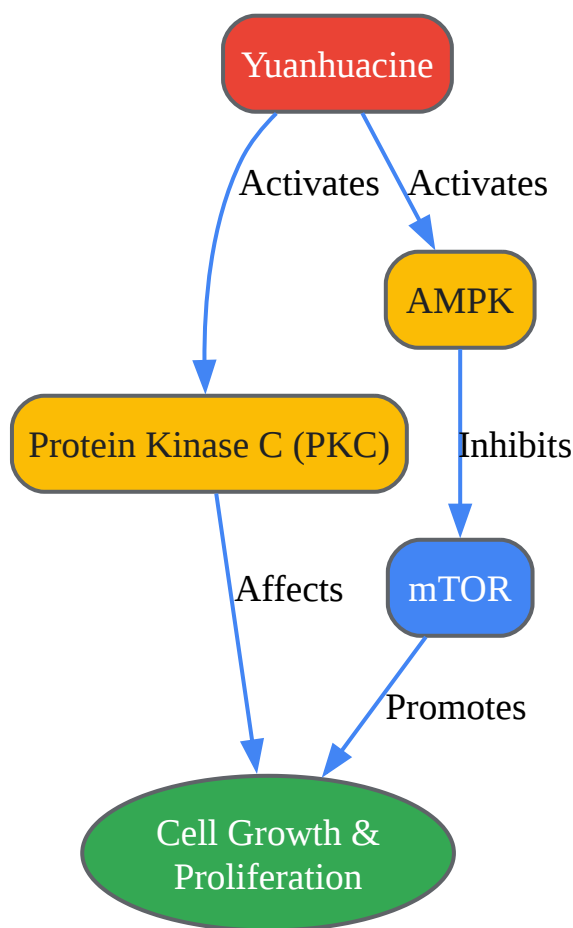 Yuanhuacine
Activates
Activates
AMPK
Protein Kinase C (PKC)
Inhibits
Affects
mTOR
Promotes
Cell Growth &
Proliferation